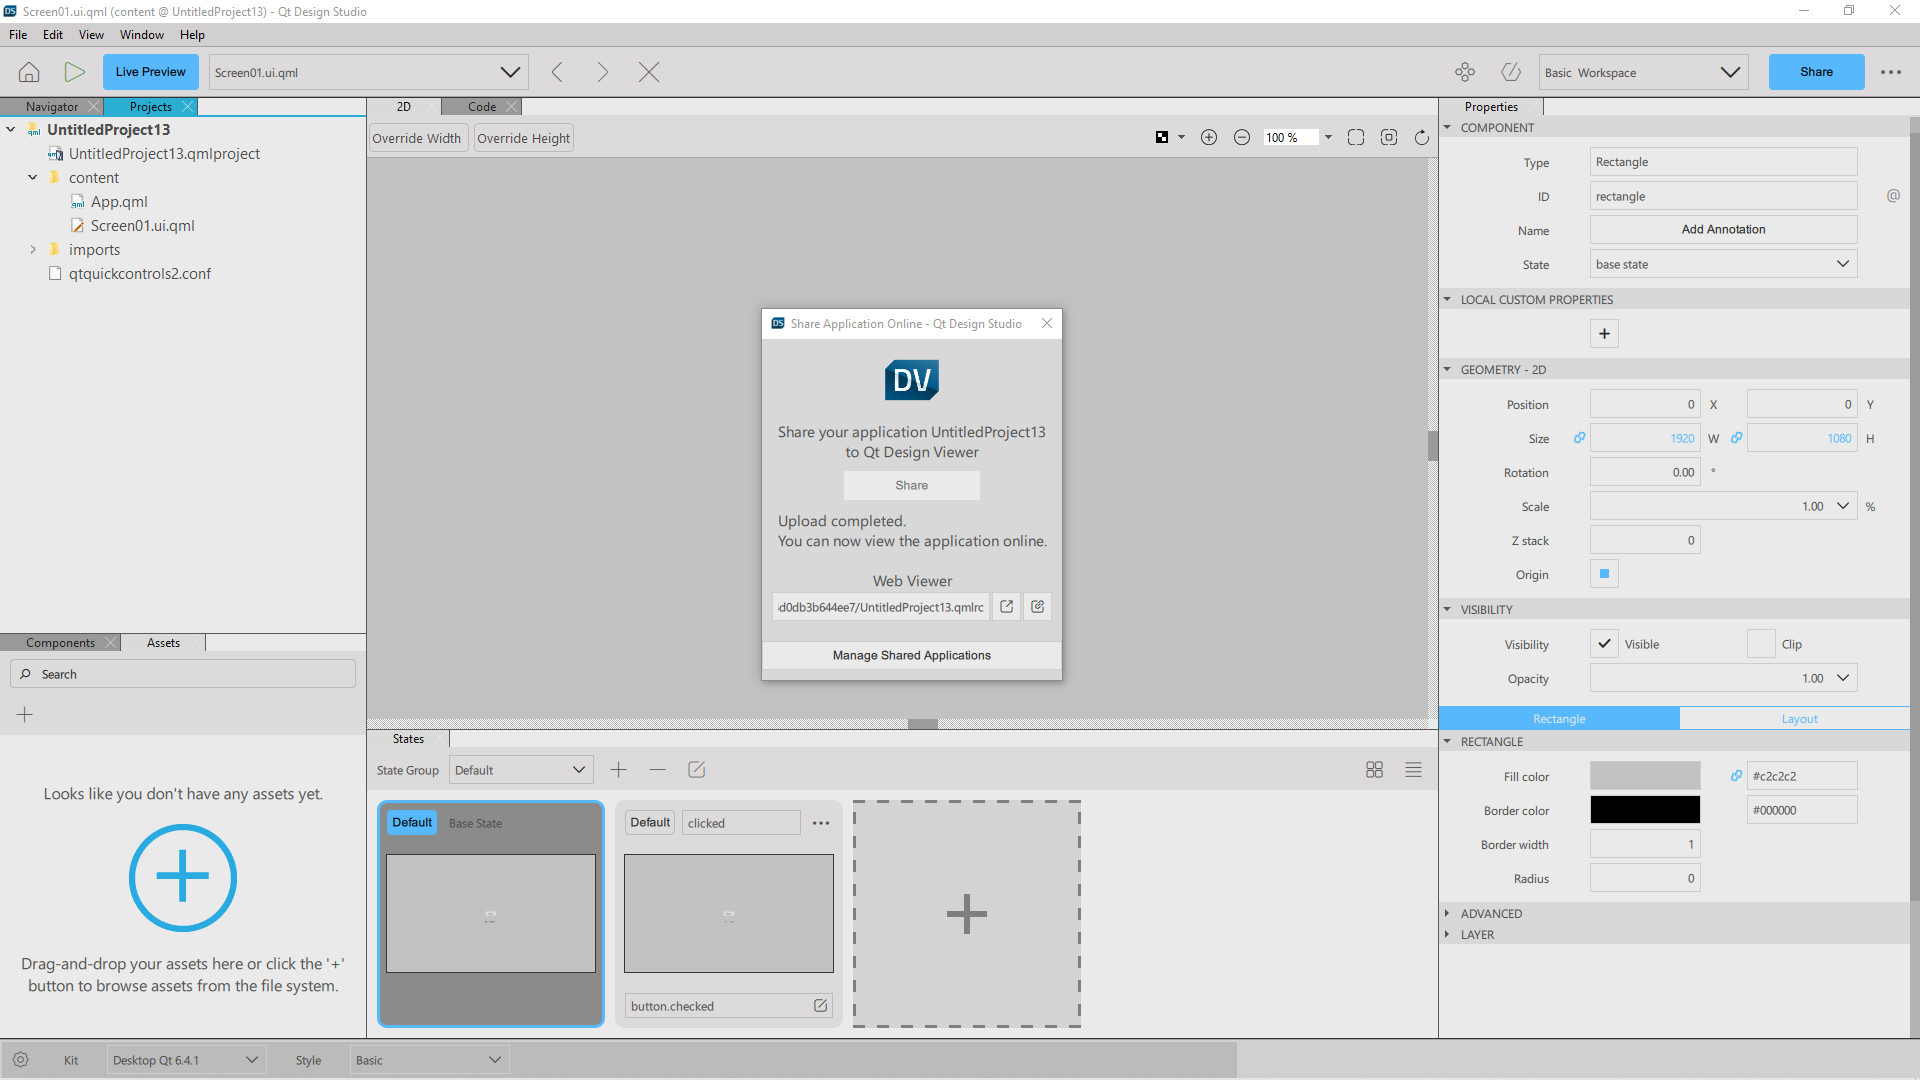 DS Screen01.ui.qml (content @ UntitledProject13) - Qt Design Studio
File Edit View Window Help
Live Preview Screen01.ui.qml Basic Workspace Share
Navigator Projects
UntitledProject13
UntitledProject13.qmlproject
content
App.qml
Screen01.ui.qml
imports
qtquickcontrols2.conf
Components Assets
Search
Looks like you don't have any assets yet.
Drag-and-drop your assets here or click the '+'
button to browse assets from the file system.
2D Code
Override Width Override Height 100 %
DS Share Application Online - Qt Design Studio
DV
Share your application UntitledProject13
to Qt Design Viewer
Share
Upload completed.
You can now view the application online.
Web Viewer
d0db3b644ee7/UntitledProject13.qmlrc
Manage Shared Applications
States
State Group Default
Default Base State
Default clicked
button.checked
Properties
COMPONENT
Type Rectangle
ID rectangle @
Name Add Annotation
State base state
LOCAL CUSTOM PROPERTIES
GEOMETRY - 2D
Position 0 X 0 Y
Size 1920 W 1080 H
Rotation 0.00 °
Scale 1.00 %
Z stack 0
Origin
VISIBILITY
Visibility Visible Clip
Opacity 1.00
Rectangle Layout
RECTANGLE
Fill color #c2c2c2
Border color #000000
Border width 1
Radius 0
ADVANCED
LAYER
Kit Desktop Qt 6.4.1 Style Basic